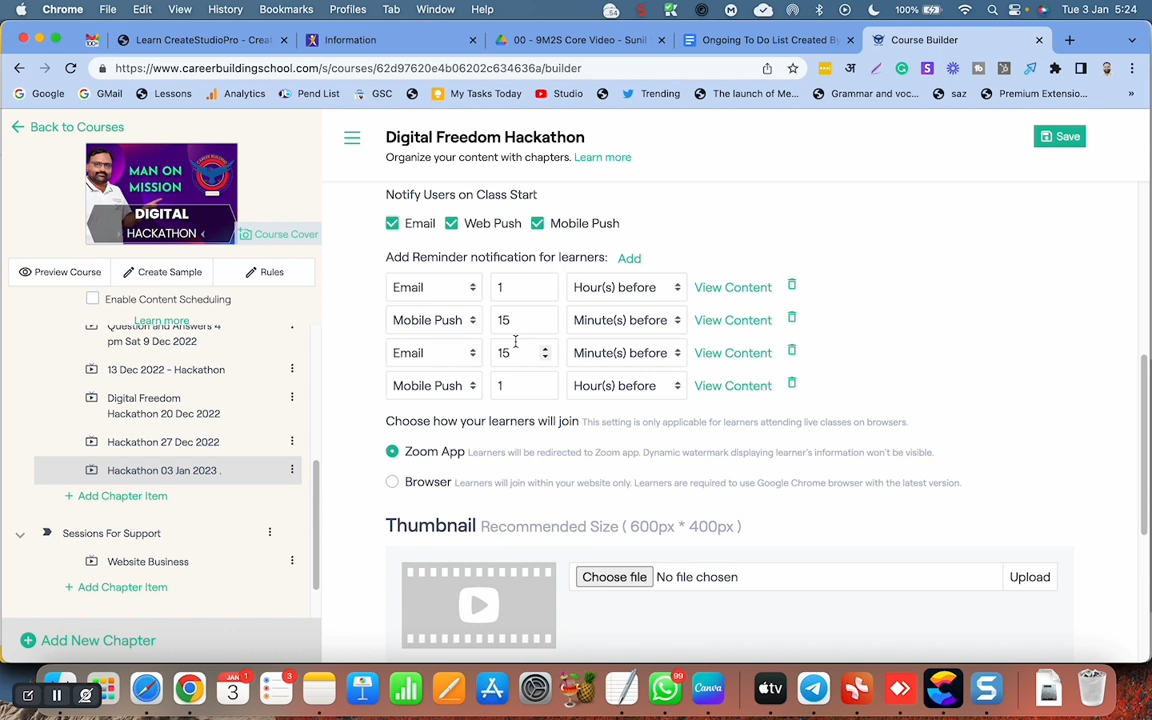 Chrome File Edit View History Bookmarks Profiles Tab Window Help 100% Tue 3 Jan 5:24
Learn CreateStudioPro - Creat Information 00 - 9M2S Core Video - Sunil Ongoing To Do List Created By Course Builder
https://www.careerbuildingschool.com/s/courses/62d97620e4b06202c634636a/builder
Google GMail Lessons Analytics Pend List GSC My Tasks Today Studio Trending The launch of Me... Grammar and voc... saz Premium Extensio... »
Back to Courses
MAN ON
MISSION
DIGITAL
HACKATHON
Course Cover
Preview Course Create Sample Rules
Enable Content Scheduling
Learn more
Question and Answers 4
pm Sat 9 Dec 2022
13 Dec 2022 - Hackathon
Digital Freedom
Hackathon 20 Dec 2022
Hackathon 27 Dec 2022
Hackathon 03 Jan 2023 .
+ Add Chapter Item
Sessions For Support
Website Business
+ Add Chapter Item
Add New Chapter
Digital Freedom Hackathon
Save
Organize your content with chapters. Learn more
Notify Users on Class Start
Email Web Push Mobile Push
Add Reminder notification for learners: Add
Email 1 Hour(s) before View Content
Mobile Push 15 Minute(s) before View Content
Email 15 Minute(s) before View Content
Mobile Push 1 Hour(s) before View Content
Choose how your learners will join This setting is only applicable for learners attending live classes on browsers.
Zoom App Learners will be redirected to Zoom app. Dynamic watermark displaying learner's information won't be visible.
Browser Learners will join within your website only. Learners are required to use Google Chrome browser with the latest version.
Thumbnail Recommended Size ( 600px * 400px )
Choose file No file chosen Upload
JAN 1 3 3 99 Canva tv S